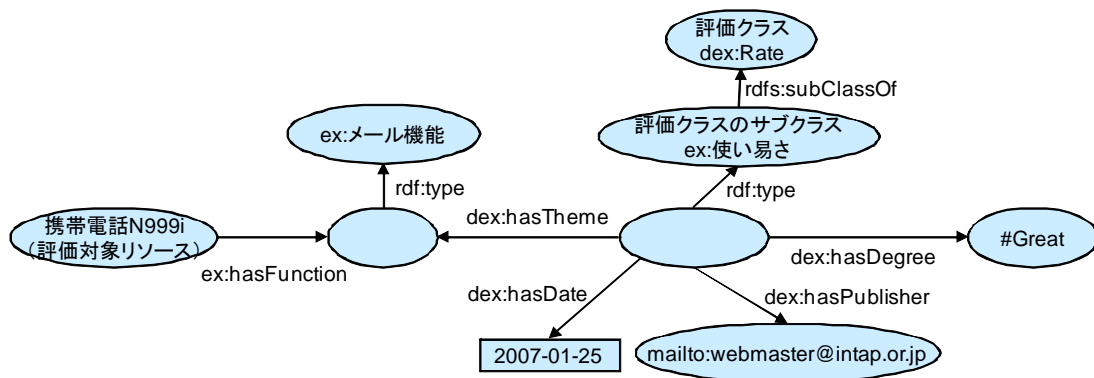 評価クラス
dex:Rate
rdfs:subClassOf
評価クラスのサブクラス
ex:使い易さ
ex:メール機能
rdf:type
rdf:type
携帯電話N999i
(評価対象リソース)
dex:hasTheme
#Great
ex:hasFunction
dex:hasDegree
dex:hasDate
dex:hasPublisher
2007-01-25
mailto:webmaster@intap.or.jp